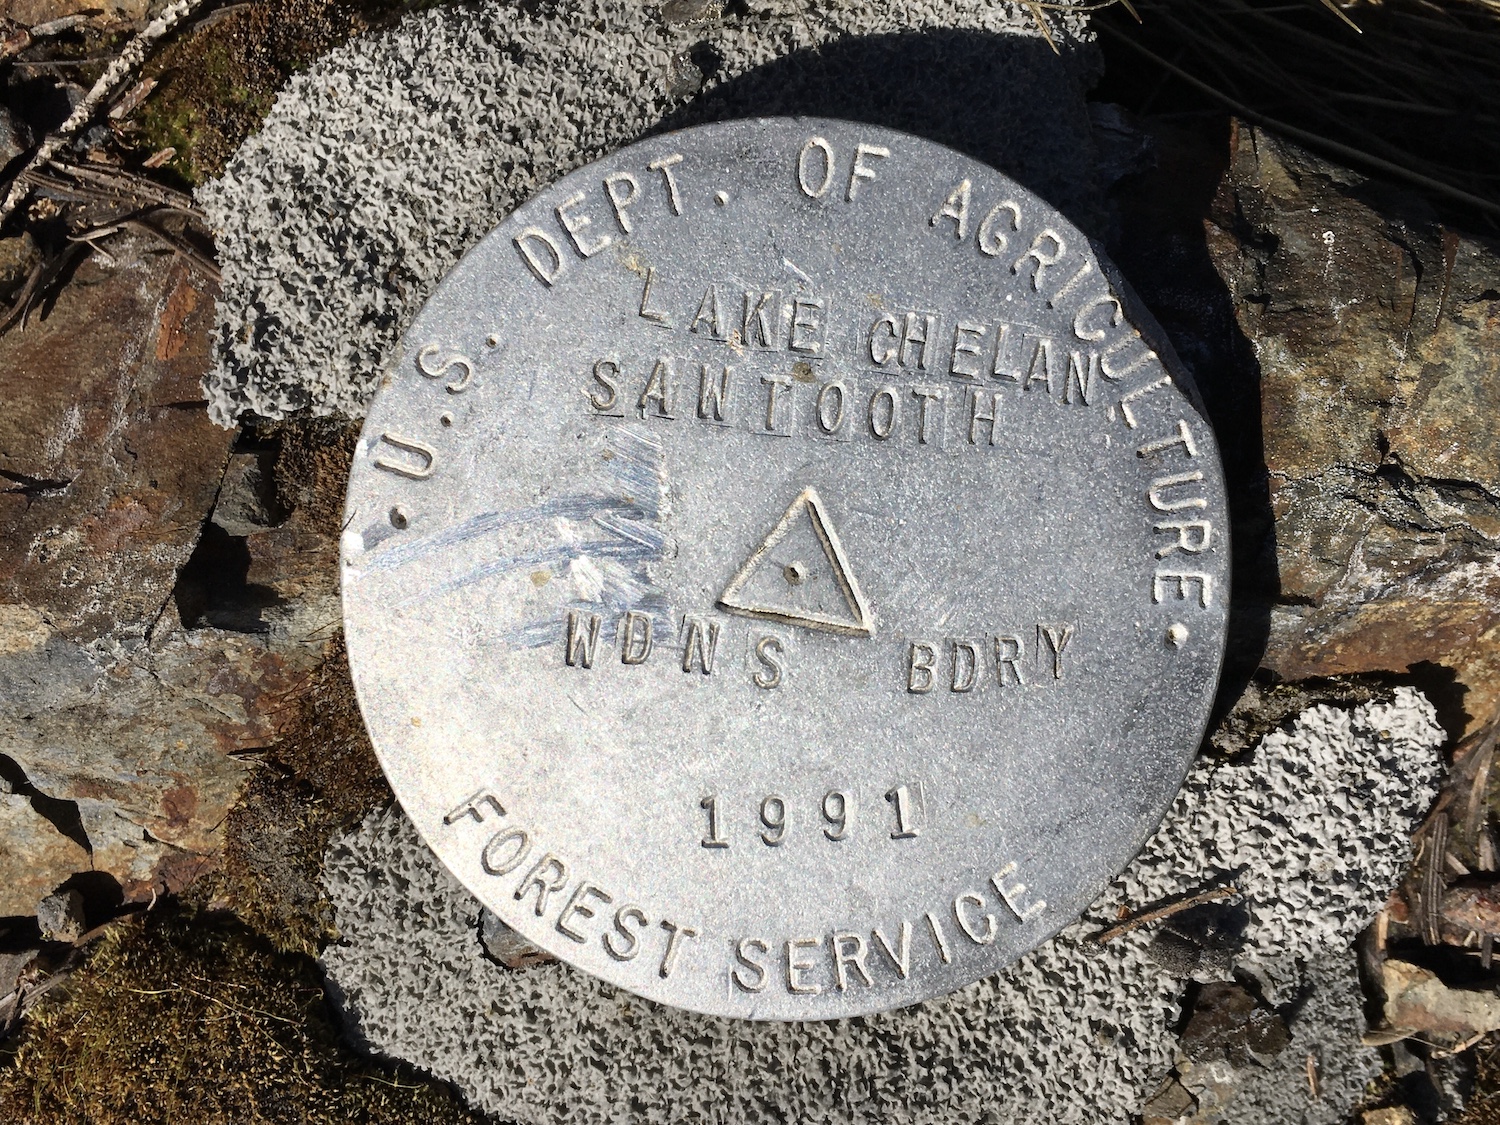 U.S. DEPT. OF AGRICULTURE
LAKE CHELAN
SAWTOOTH
WDNS BDRY
1991
FOREST SERVICE